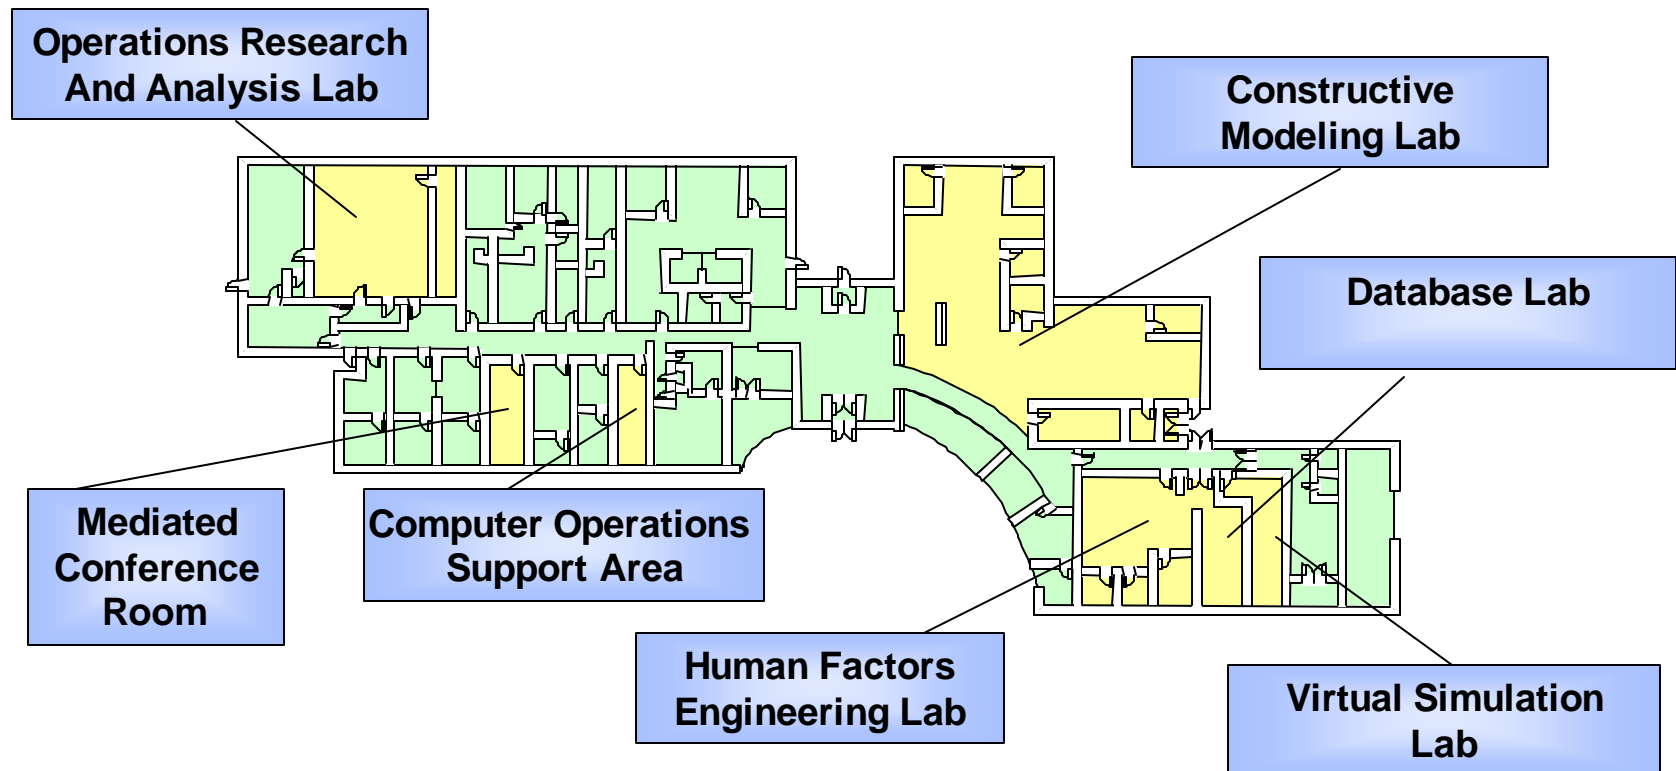 Operations Research
And Analysis Lab
Constructive
Modeling Lab
Database Lab
Mediated
Conference
Room
Computer Operations
Support Area
Human Factors
Engineering Lab
Virtual Simulation
Lab